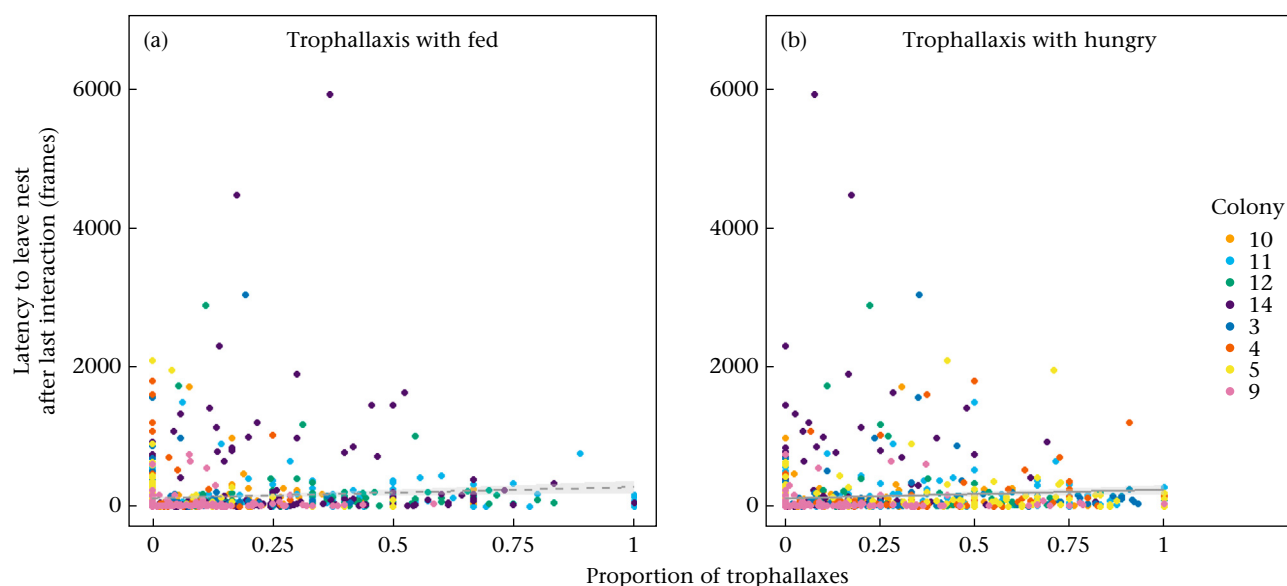 (a) Trophallaxis with fed
(b) Trophallaxis with hungry
6000
4000
2000
0
6000
4000
2000
0
Latency to leave nest
after last interaction (frames)
0 0.25 0.5 0.75 1
0 0.25 0.5 0.75 1
Proportion of trophallaxes
Colony
10
11
12
14
3
4
5
9